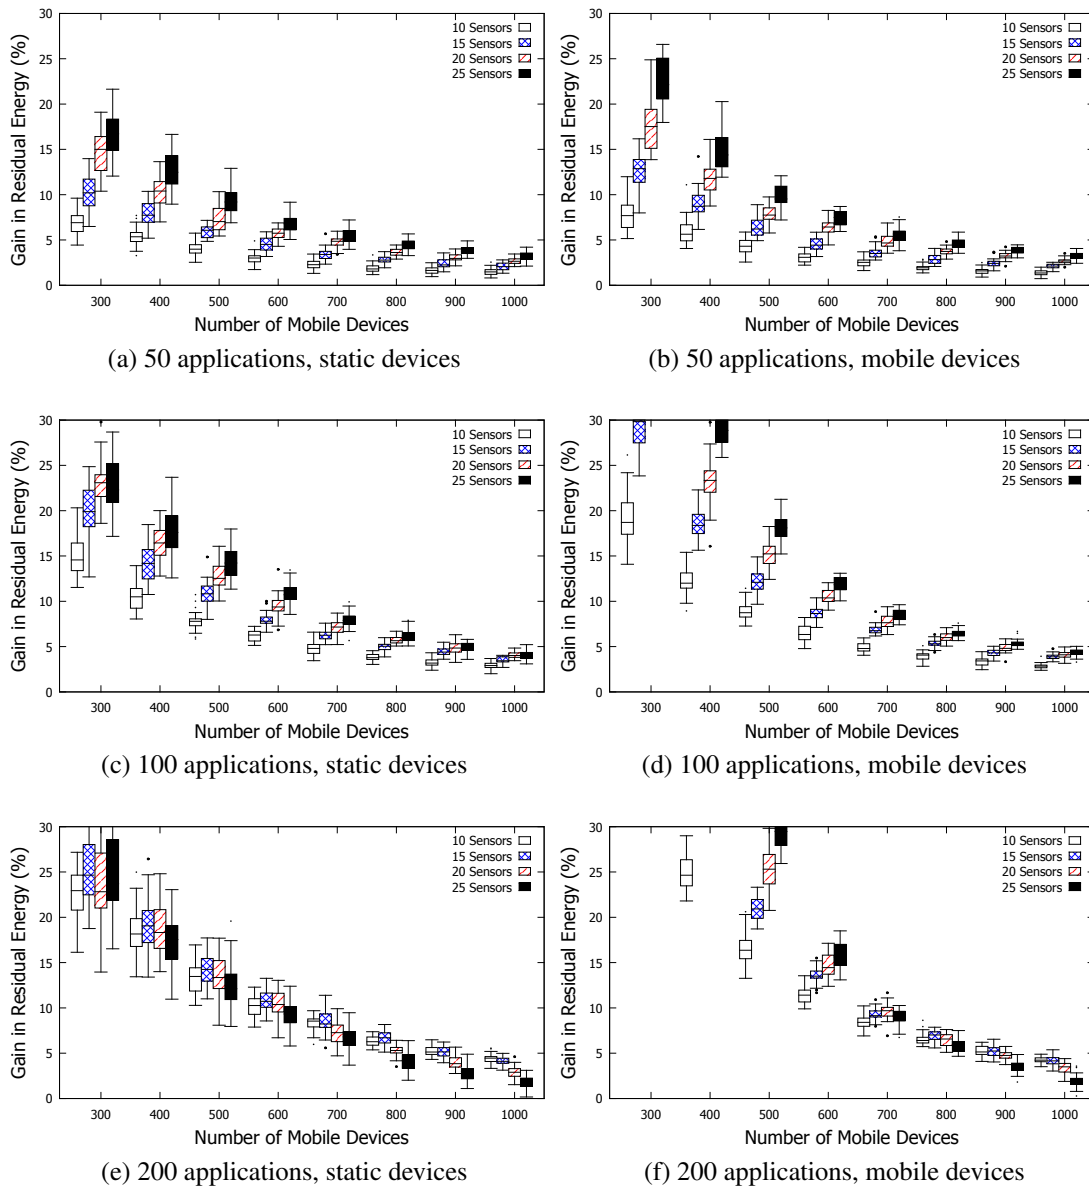 30
25
20
15
10
5
0
Gain in Residual Energy (%)
10 Sensors
15 Sensors
20 Sensors
25 Sensors
300 400 500 600 700 800 900 1000
Number of Mobile Devices
(a) 50 applications, static devices
30
25
20
15
10
5
0
Gain in Residual Energy (%)
10 Sensors
15 Sensors
20 Sensors
25 Sensors
300 400 500 600 700 800 900 1000
Number of Mobile Devices
(b) 50 applications, mobile devices
30
25
20
15
10
5
0
Gain in Residual Energy (%)
10 Sensors
15 Sensors
20 Sensors
25 Sensors
300 400 500 600 700 800 900 1000
Number of Mobile Devices
(c) 100 applications, static devices
30
25
20
15
10
5
0
Gain in Residual Energy (%)
10 Sensors
15 Sensors
20 Sensors
25 Sensors
300 400 500 600 700 800 900 1000
Number of Mobile Devices
(d) 100 applications, mobile devices
30
25
20
15
10
5
0
Gain in Residual Energy (%)
10 Sensors
15 Sensors
20 Sensors
25 Sensors
300 400 500 600 700 800 900 1000
Number of Mobile Devices
(e) 200 applications, static devices
30
25
20
15
10
5
0
Gain in Residual Energy (%)
10 Sensors
15 Sensors
20 Sensors
25 Sensors
300 400 500 600 700 800 900 1000
Number of Mobile Devices
(f) 200 applications, mobile devices